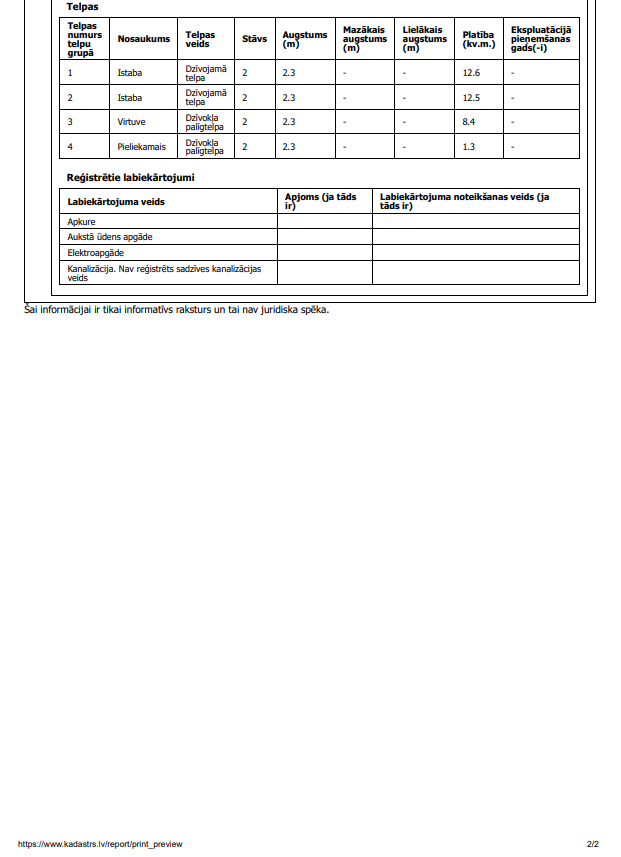 Telpas
Telpas numurs telpu grupā | Nosaukums | Telpas veids | Stāvs | Augstums (m) | Mazākais augstums (m) | Lielākais augstums (m) | Platība (kv.m.) | Ekspluatācijā pieņemšanas gads(-i)
1 | Istaba | Dzīvojamā telpa | 2 | 2.3 | - | - | 12.6 | -
2 | Istaba | Dzīvojamā telpa | 2 | 2.3 | - | - | 12.5 | -
3 | Virtuve | Dzīvokļa palīgtelpa | 2 | 2.3 | - | - | 8.4 | -
4 | Pieliekamais | Dzīvokļa palīgtelpa | 2 | 2.3 | - | - | 1.3 | -
Reģistrētie labiekārtojumi
Labiekārtojuma veids | Apjoms (ja tāds ir) | Labiekārtojuma noteikšanas veids (ja tāds ir)
Apkure
Aukstā ūdens apgāde
Elektroapgāde
Kanalizācija. Nav reģistrēts sadzīves kanalizācijas veids
Šai informācijai ir tikai informatīvs raksturs un tai nav juridiska spēka.
https://www.kadastrs.lv/report/print_preview
2/2